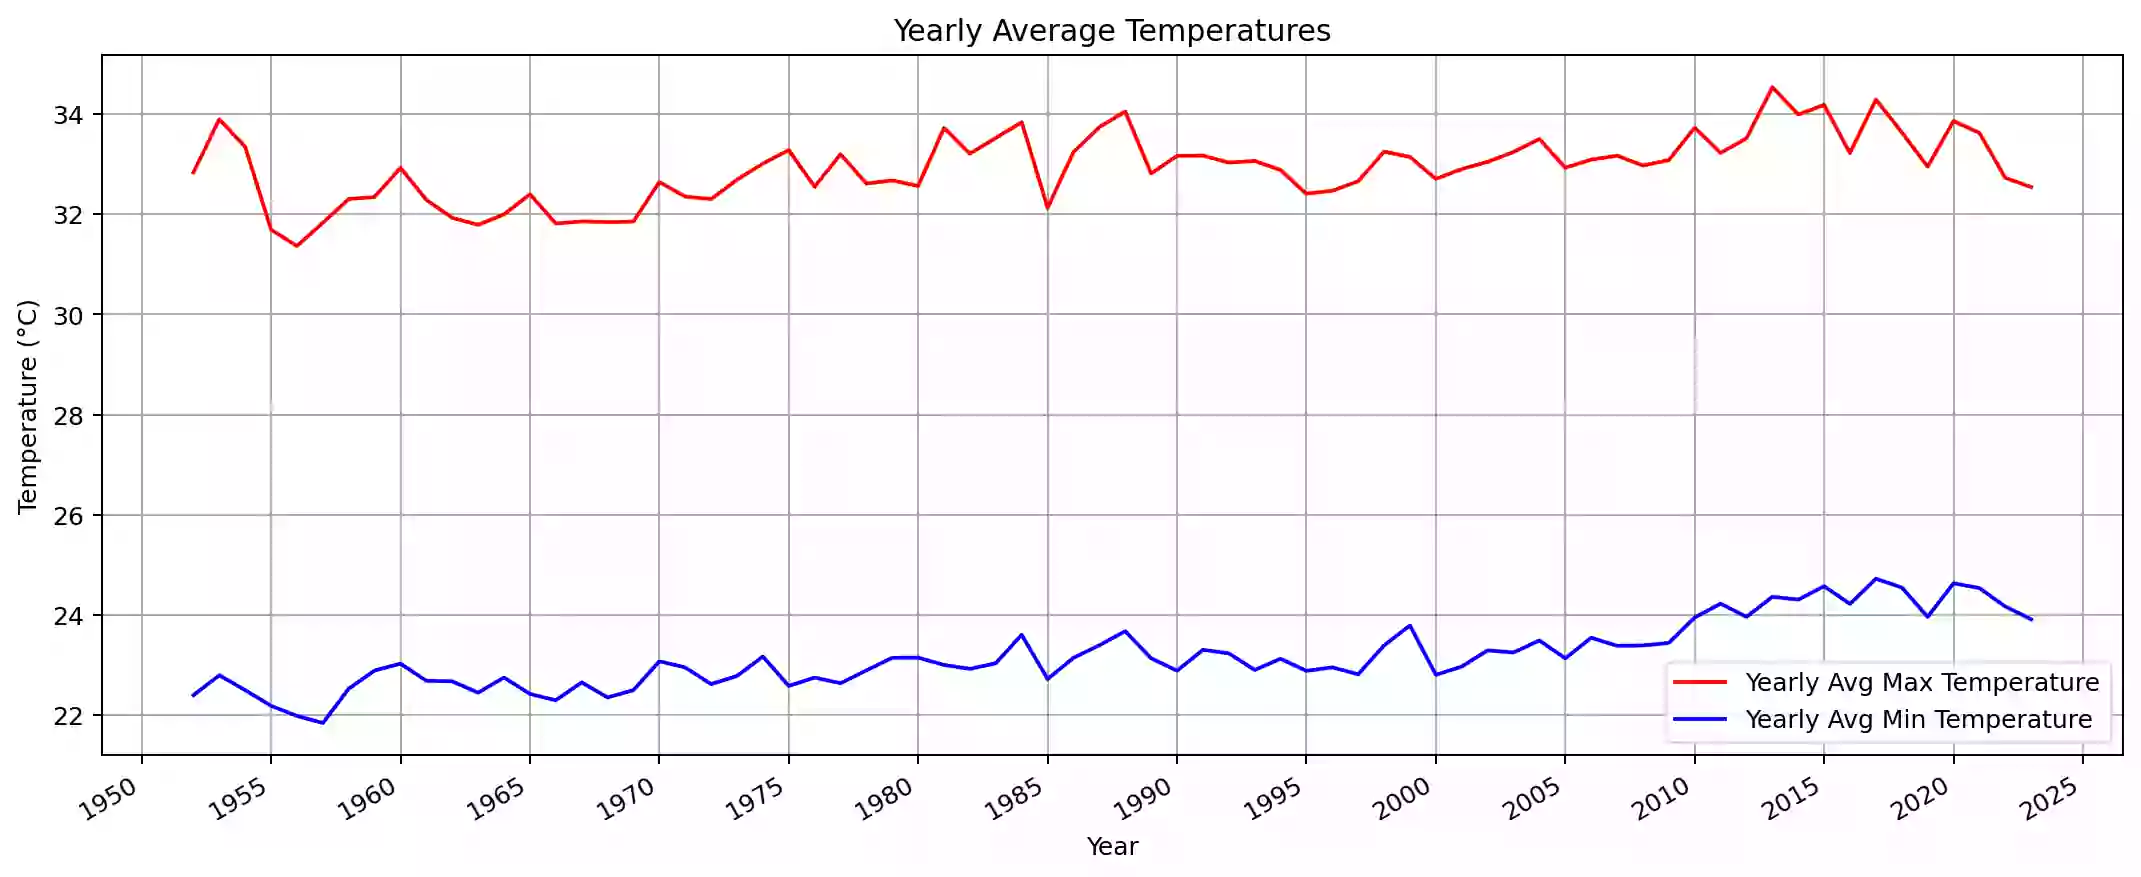 Yearly Average Temperatures
Temperature (°C)
34
32
30
28
26
24
22
Yearly Avg Max Temperature
Yearly Avg Min Temperature
1950 1955 1960 1965 1970 1975 1980 1985 1990 1995 2000 2005 2010 2015 2020 2025
Year